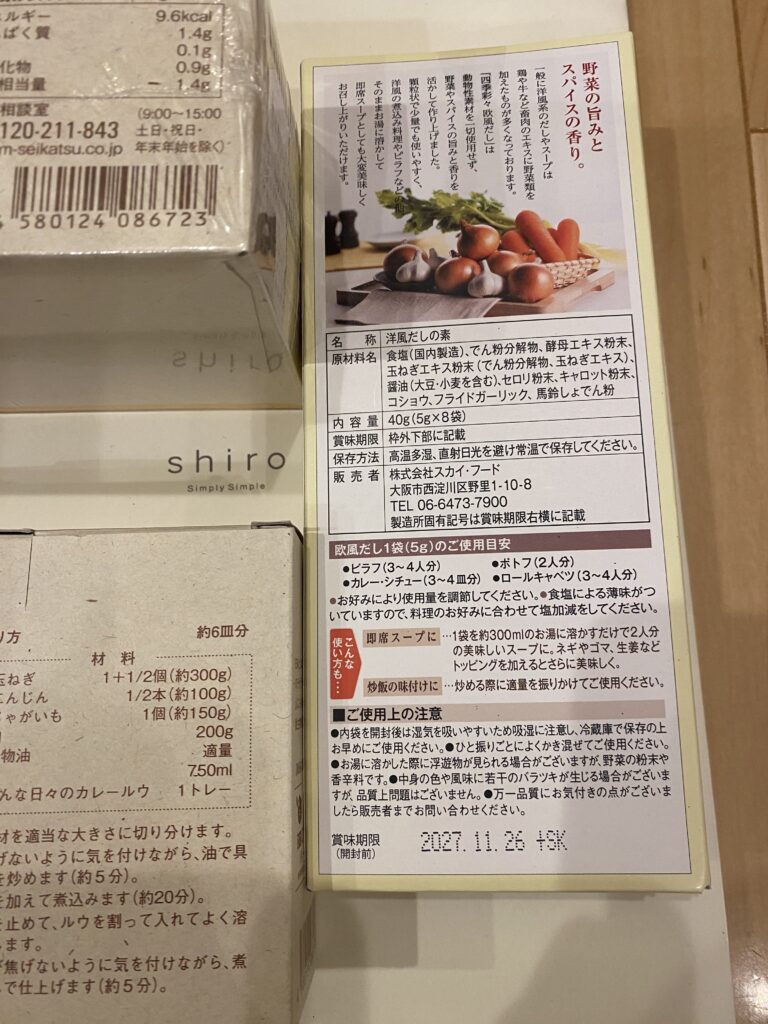 ネルギー 9.6kcal
ぱく質 1.4g
0.1g
化物 0.9g
相当量 1.4g
相談室 (9:00〜15:00
120-211-843 土日・祝日・
m-seikatsu.co.jp 年末年始を除く)
4 580124 086723
shiro
Simply Simple
り方 約6皿分
材料
玉ねぎ 1+1/2個(約300g)
にんじん 1/2本(約100g)
じゃがいも 1個(約150g)
200g
物油 適量
750ml
んな日々のカレールウ 1トレー
材を適当な大きさに切り分けます。
げないように気を付けながら、油で具
を炒めます(約5分)。
を加えて煮込みます(約20分)。
を止めて、ルウを割って入れてよく溶
します。
が焦げないように気を付けながら、煮
で仕上げます(約5分)。
野菜の旨みと
スパイスの香り。
一般に洋風系のだしやスープは
鶏や牛など畜肉のエキスに野菜類を
加えたものが多くなっております。
「四季彩々欧風だし」は
動物性素材を一切使用せず、
野菜やスパイスの旨みと香りを
活かして作り上げました。
顆粒状で少量でも使いやすく、
洋風の煮込み料理やピラフなどの他
そのままお湯に溶かして
即席スープとしても大変美味しく
お召し上がりいただけます。
名称 洋風だしの素
原材料名 食塩(国内製造)、でん粉分解物、酵母エキス粉末、
玉ねぎエキス粉末(でん粉分解物、玉ねぎエキス)、
醤油(大豆・小麦を含む)、セロリ粉末、キャロット粉末、
コショウ、フライドガーリック、馬鈴しょでん粉
内容量 40g(5g×8袋)
賞味期限 枠外下部に記載
保存方法 高温多湿、直射日光を避け常温で保存してください。
販売者 株式会社スカイ・フード
大阪市西淀川区野里1-10-8
TEL 06-6473-7900
製造所固有記号は賞味期限右横に記載
欧風だし1袋(5g)のご使用目安
●ピラフ(3〜4人分) ●ポトフ(2人分)
●カレー・シチュー(3〜4皿分) ●ロールキャベツ(3〜4人分)
●お好みにより使用量を調節してください。●食塩による薄味がつ
いていますので、料理のお好みに合わせて塩加減をしてください。
こんな
使い方も…
即席スープに …1袋を約300mlのお湯に溶かすだけで2人分
の美味しいスープに。ネギやゴマ、生姜など
トッピングを加えるとさらに美味しく。
炒飯の味付けに …炒める際に適量を振りかけてご使用ください。
■ご使用上の注意
●内袋を開封後は湿気を吸いやすいため吸湿に注意し、冷蔵庫で保存の上
お早めにご使用ください。●ひと振りごとによくかき混ぜてご使用ください。
●お湯に溶かした際に浮遊物が見られる場合がございますが、野菜の粉末や
香辛料です。●中身の色や風味に若干のバラツキが生じる場合がございま
すが、品質上問題はございません。●万一品質にお気付きの点がございま
したら販売者までお問い合わせください。
賞味期限 2027.11.26 +SK
(開封前)